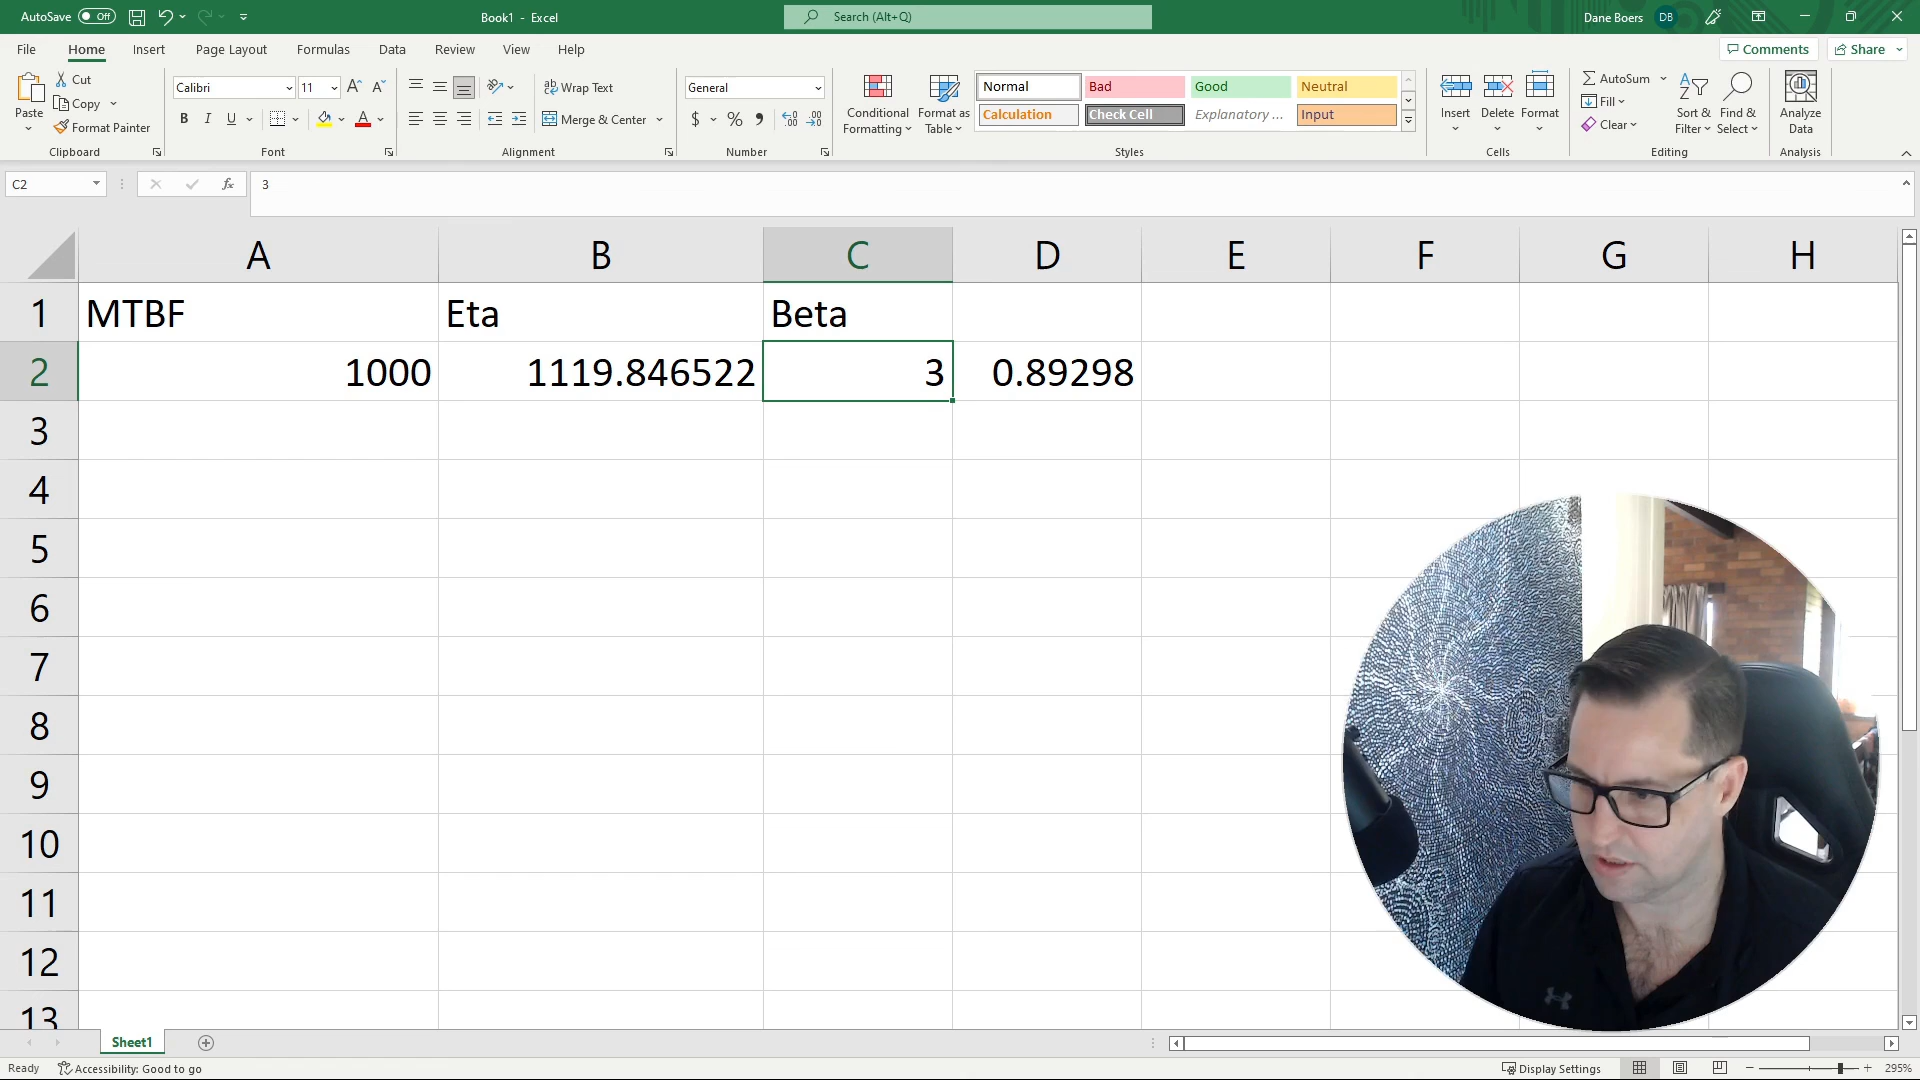 AutoSave Off Book1 - Excel Search (Alt+Q) Dane Boers DB
File Home Insert Page Layout Formulas Data Review View Help Comments Share
Paste Cut Copy Format Painter Clipboard
Calibri 11 B I U A Font
Wrap Text Merge & Center Alignment
General $ % Number
Conditional Formatting Format as Table
Normal Bad Good Neutral
Calculation Check Cell Explanatory ... Input
Styles
Insert Delete Format Cells
AutoSum Fill Clear Sort & Filter Find & Select Editing
Analyze Data Analysis
C2 fx 3
A B C D E F G H
1 MTBF Eta Beta
2 1000 1119.846522 3 0.89298
3
4
5
6
7
8
9
10
11
12
13
Sheet1
Ready Accessibility: Good to go Display Settings 295%